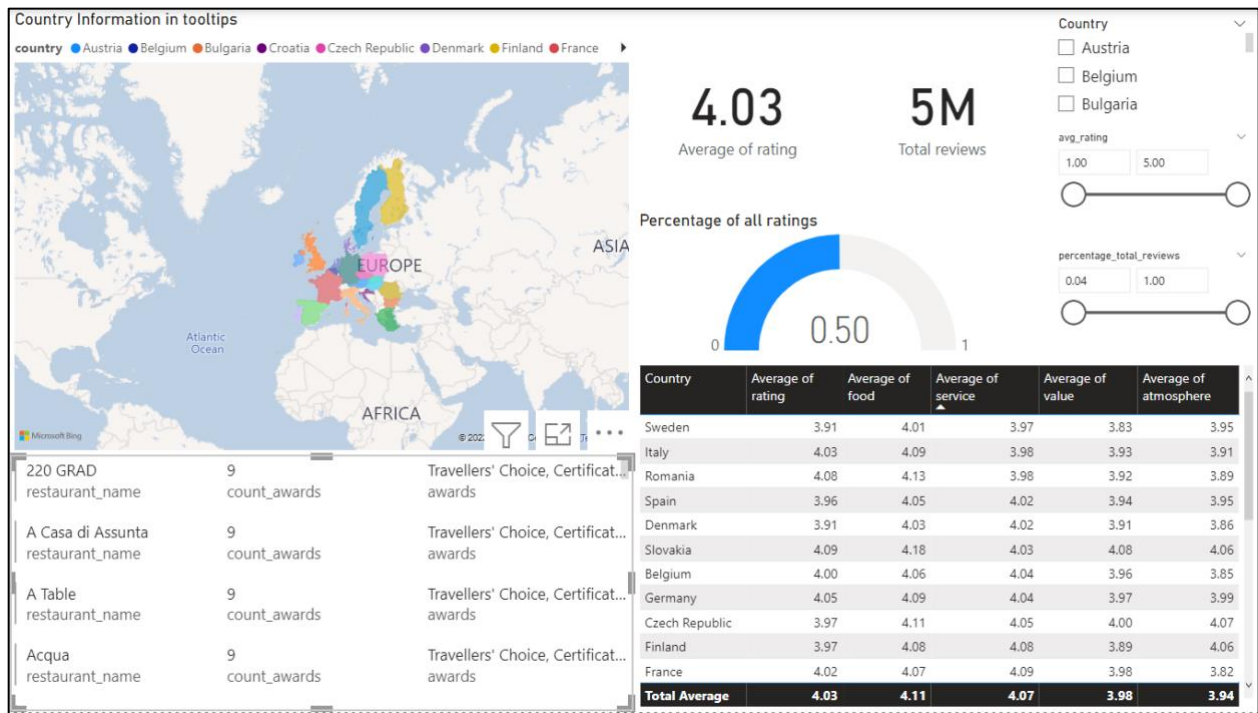 Country Information in tooltips
country Austria Belgium Bulgaria Croatia Czech Republic Denmark Finland France
ASIA
EUROPE
Atlantic
Ocean
AFRICA
Microsoft Bing
220 GRAD 9 Travellers' Choice, Certificat...
restaurant_name count_awards awards
A Casa di Assunta 9 Travellers' Choice, Certificat...
restaurant_name count_awards awards
A Table 9 Travellers' Choice, Certificat...
restaurant_name count_awards awards
Acqua 9 Travellers' Choice, Certificat...
restaurant_name count_awards awards
4.03 5M
Average of rating Total reviews
Country
Austria
Belgium
Bulgaria
avg_rating
1.00 5.00
percentage_total_reviews
0.04 1.00
Percentage of all ratings
0.50
0 1
Country Average of rating Average of food Average of service Average of value Average of atmosphere
Sweden 3.91 4.01 3.97 3.83 3.95
Italy 4.03 4.09 3.98 3.93 3.91
Romania 4.08 4.13 3.98 3.92 3.89
Spain 3.96 4.05 4.02 3.94 3.95
Denmark 3.91 4.03 4.02 3.91 3.86
Slovakia 4.09 4.18 4.03 4.08 4.06
Belgium 4.00 4.06 4.04 3.96 3.85
Germany 4.05 4.09 4.04 3.97 3.99
Czech Republic 3.97 4.11 4.05 4.00 4.07
Finland 3.97 4.08 4.08 3.89 4.06
France 4.02 4.07 4.09 3.98 3.82
Total Average 4.03 4.11 4.07 3.98 3.94